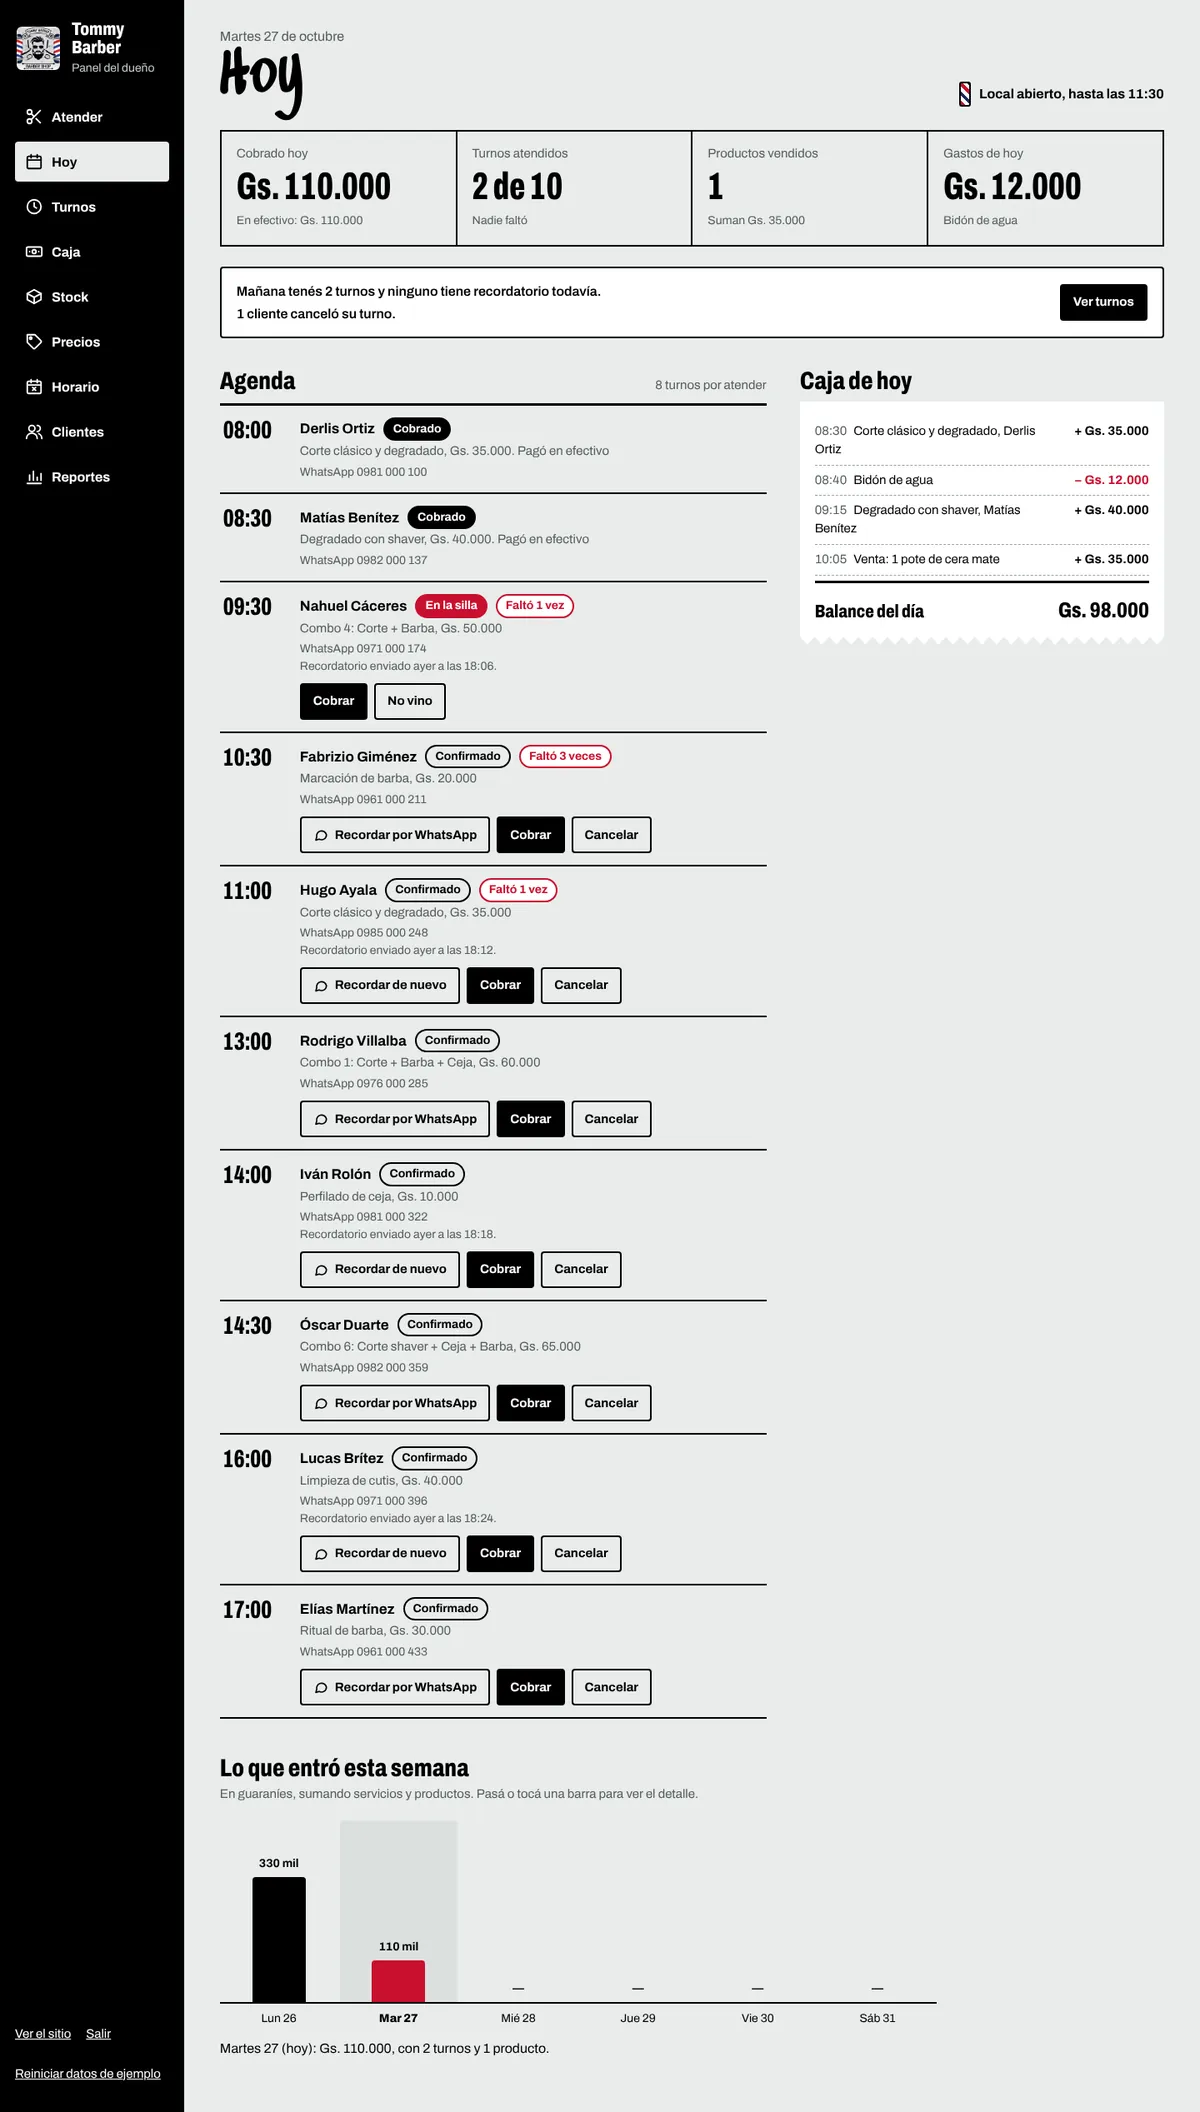 Tommy
Barber
Panel del dueño
Atender
Hoy
Turnos
Caja
Stock
Precios
Horario
Clientes
Reportes
Ver el sitio
Salir
Reiniciar datos de ejemplo
Martes 27 de octubre
Hoy
Local abierto, hasta las 11:30
Cobrado hoy
Gs. 110.000
En efectivo: Gs. 110.000
Turnos atendidos
2 de 10
Nadie faltó
Productos vendidos
1
Suman Gs. 35.000
Gastos de hoy
Gs. 12.000
Bidón de agua
Mañana tenés 2 turnos y ninguno tiene recordatorio todavía.
1 cliente canceló su turno.
Ver turnos
Agenda
8 turnos por atender
08:00
Derlis Ortiz Cobrado
Corte clásico y degradado, Gs. 35.000. Pagó en efectivo
WhatsApp 0981 000 100
08:30
Matías Benítez Cobrado
Degradado con shaver, Gs. 40.000. Pagó en efectivo
WhatsApp 0982 000 137
09:30
Nahuel Cáceres En la silla Faltó 1 vez
Combo 4: Corte + Barba, Gs. 50.000
WhatsApp 0971 000 174
Recordatorio enviado ayer a las 18:06.
Cobrar No vino
10:30
Fabrizio Giménez Confirmado Faltó 3 veces
Marcación de barba, Gs. 20.000
WhatsApp 0961 000 211
Recordar por WhatsApp Cobrar Cancelar
11:00
Hugo Ayala Confirmado Faltó 1 vez
Corte clásico y degradado, Gs. 35.000
WhatsApp 0985 000 248
Recordatorio enviado ayer a las 18:12.
Recordar de nuevo Cobrar Cancelar
13:00
Rodrigo Villalba Confirmado
Combo 1: Corte + Barba + Ceja, Gs. 60.000
WhatsApp 0976 000 285
Recordar por WhatsApp Cobrar Cancelar
14:00
Iván Rolón Confirmado
Perfilado de ceja, Gs. 10.000
WhatsApp 0981 000 322
Recordatorio enviado ayer a las 18:18.
Recordar de nuevo Cobrar Cancelar
14:30
Óscar Duarte Confirmado
Combo 6: Corte shaver + Ceja + Barba, Gs. 65.000
WhatsApp 0982 000 359
Recordar por WhatsApp Cobrar Cancelar
16:00
Lucas Brítez Confirmado
Limpieza de cutis, Gs. 40.000
WhatsApp 0971 000 396
Recordatorio enviado ayer a las 18:24.
Recordar de nuevo Cobrar Cancelar
17:00
Elías Martínez Confirmado
Ritual de barba, Gs. 30.000
WhatsApp 0961 000 433
Recordar por WhatsApp Cobrar Cancelar
Caja de hoy
08:30 Corte clásico y degradado, Derlis + Gs. 35.000
Ortiz
08:40 Bidón de agua – Gs. 12.000
09:15 Degradado con shaver, Matías + Gs. 40.000
Benítez
10:05 Venta: 1 pote de cera mate + Gs. 35.000
Balance del día Gs. 98.000
Lo que entró esta semana
En guaraníes, sumando servicios y productos. Pasá o tocá una barra para ver el detalle.
330 mil
110 mil
— — — —
Lun 26 Mar 27 Mié 28 Jue 29 Vie 30 Sáb 31
Martes 27 (hoy): Gs. 110.000, con 2 turnos y 1 producto.